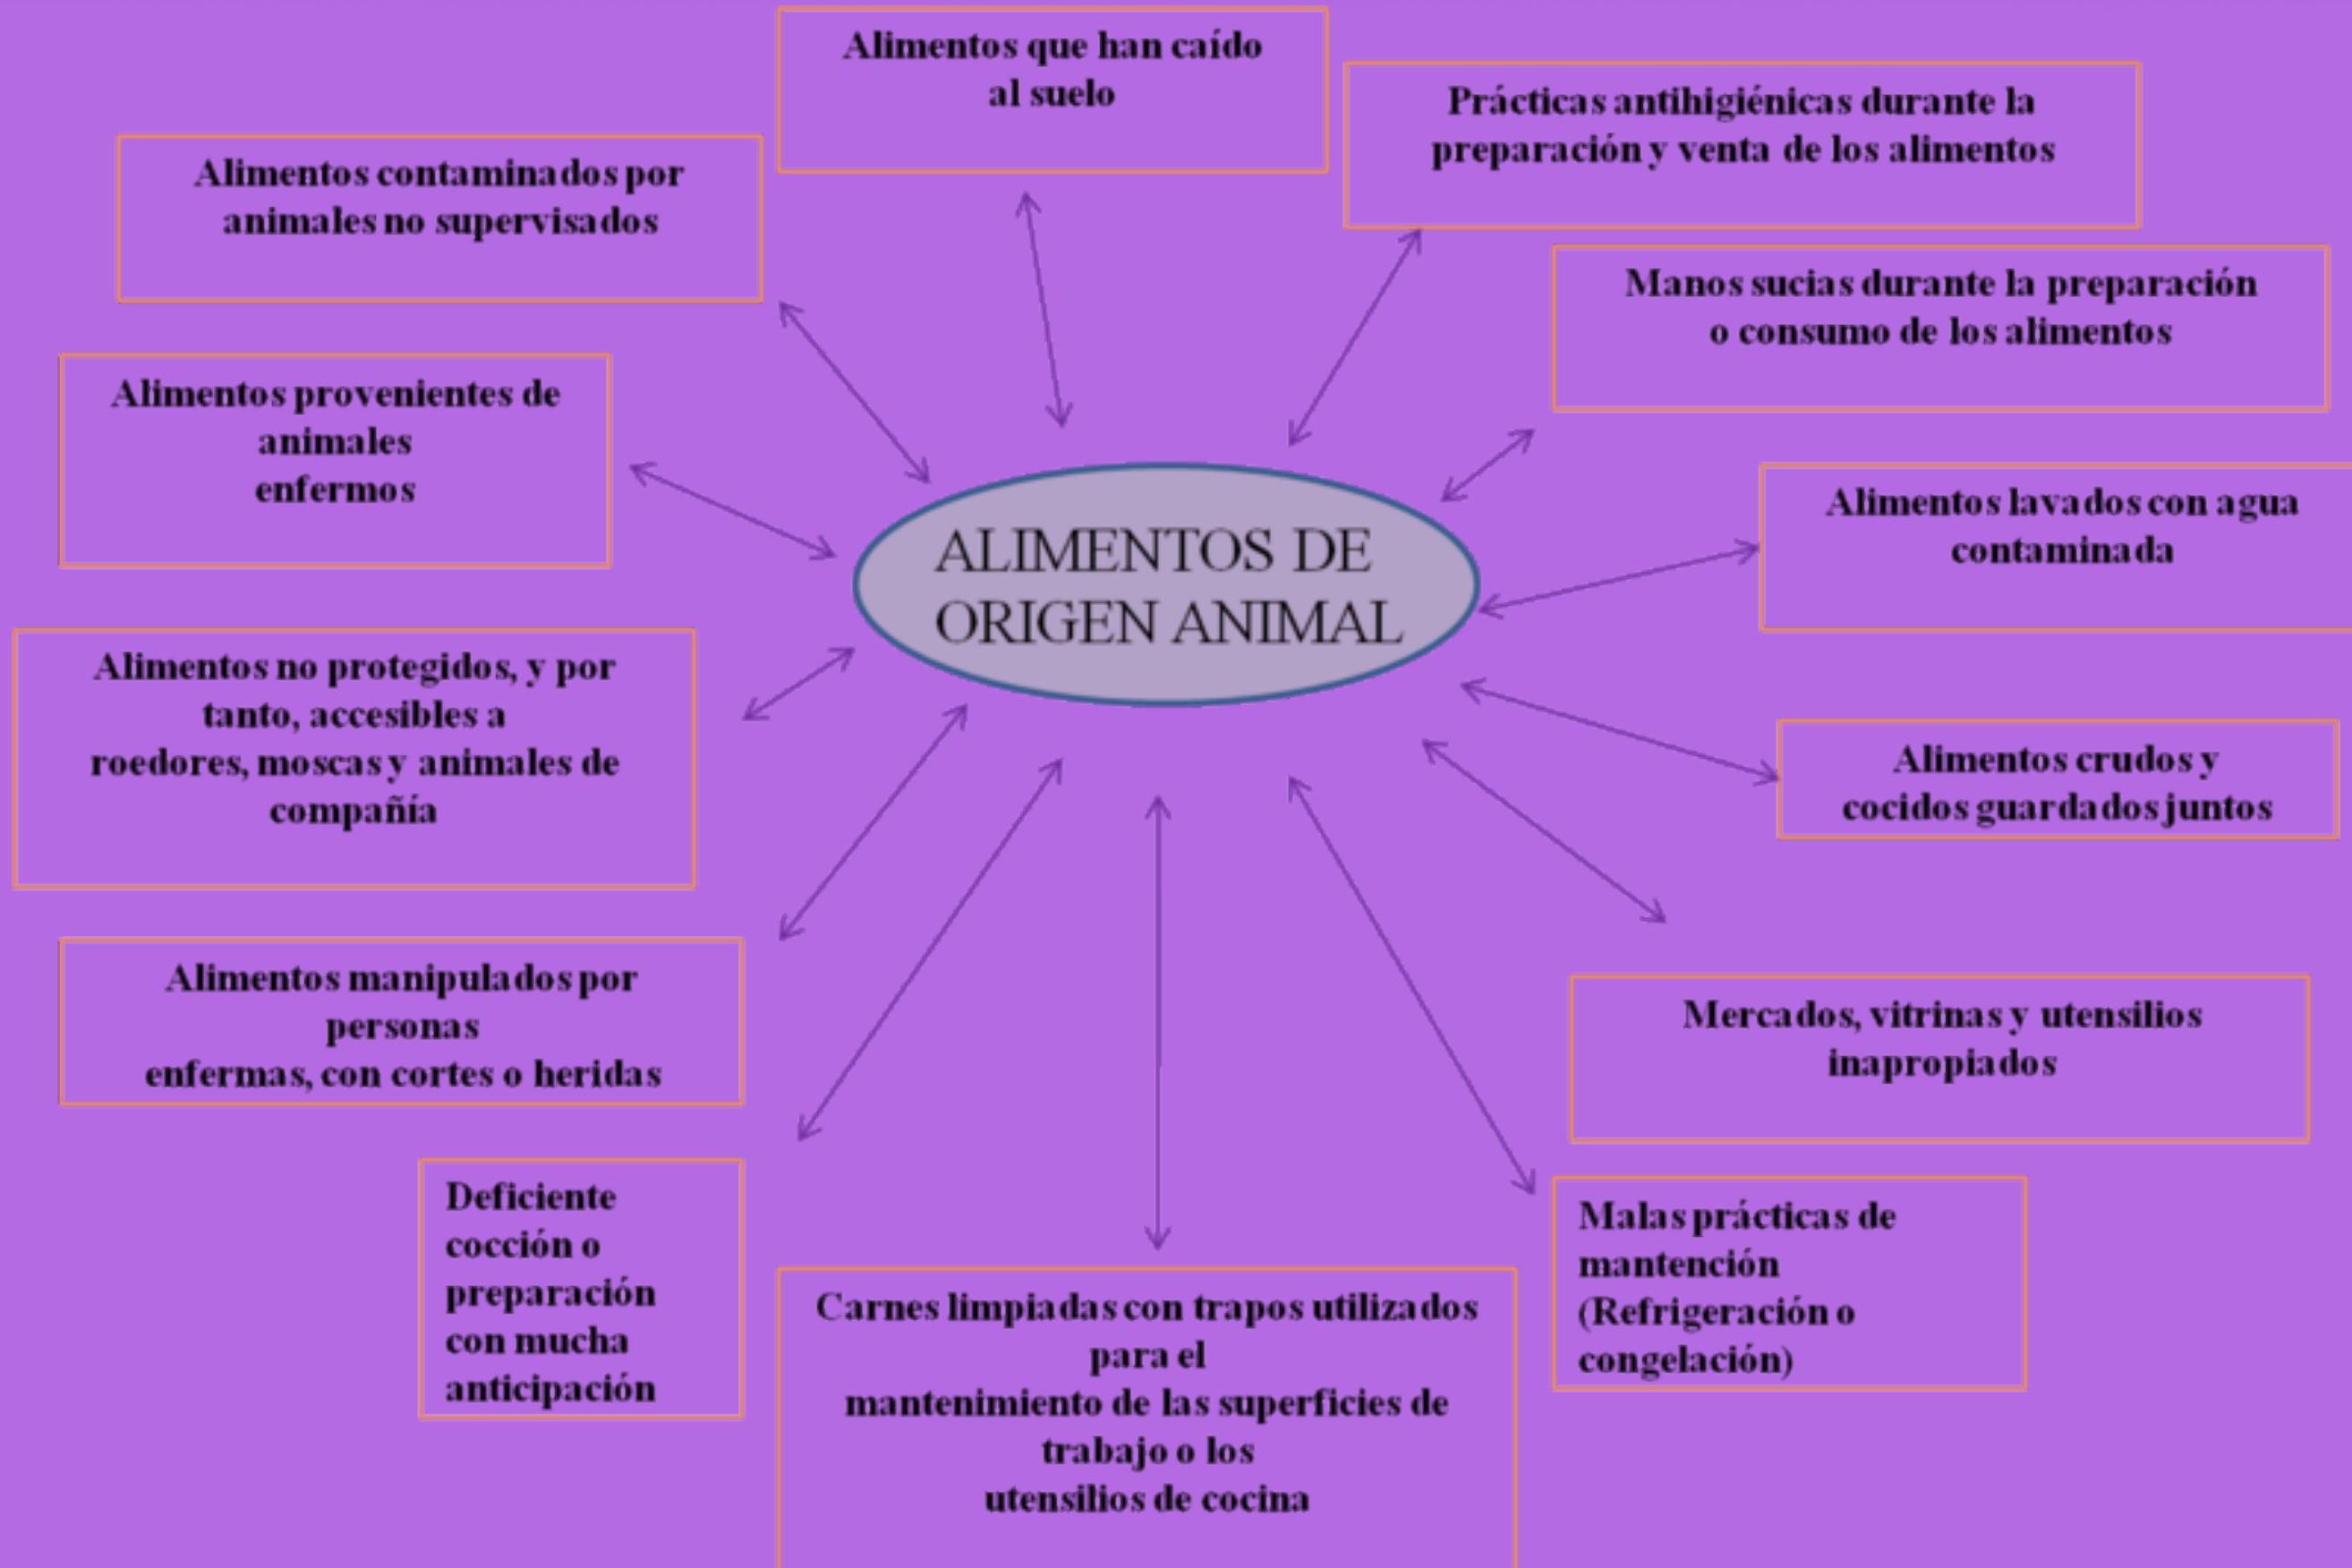 Alimentos que han caído
al suelo
Prácticas antihigiénicas durante la
preparación y venta de los alimentos
Alimentos contaminados por
animales no supervisados
Manos sucias durante la preparación
o consumo de los alimentos
Alimentos provenientes de
animales
enfermos
Alimentos lavados con agua
contaminada
ALIMENTOS DE
ORIGEN ANIMAL
Alimentos no protegidos, y por
tanto, accesibles a
roedores, moscas y animales de
compañía
Alimentos crudos y
cocidos guardados juntos
Alimentos manipulados por
personas
enfermas, con cortes o heridas
Mercados, vitrinas y utensilios
inapropiados
Deficiente
cocción o
preparación
con mucha
anticipación
Carnes limpiadas con trapos utilizados
para el
mantenimiento de las superficies de
trabajo o los
utensilios de cocina
Malas prácticas de
mantención
(Refrigeración o
congelación)